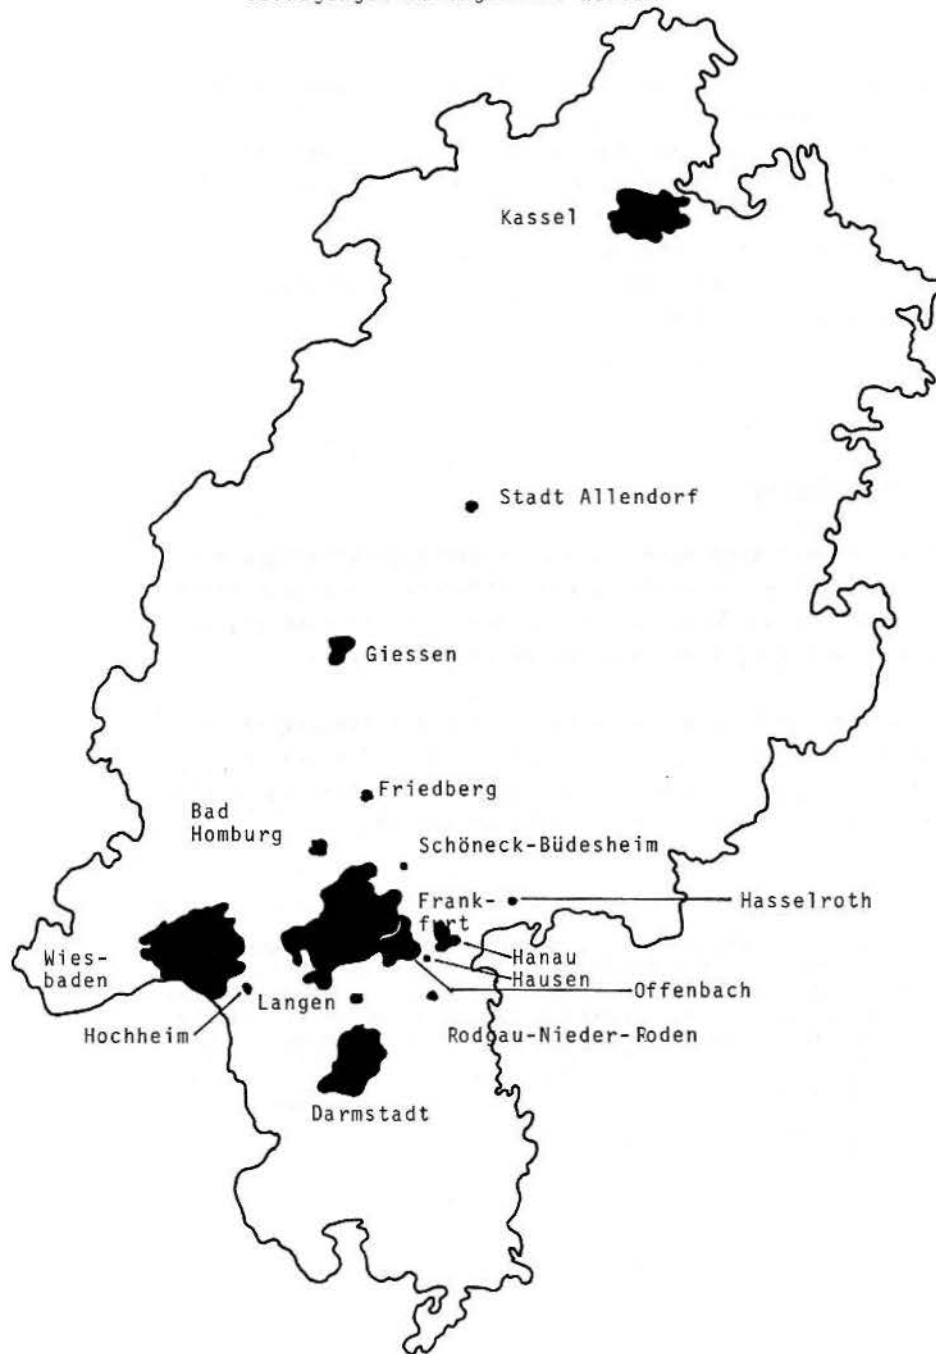 Kassel
Stadt Allendorf
Giessen
Friedberg
Bad
Homburg
Schöneck-Büdesheim
Frank-
furt
Hasselroth
Wies-
baden
Hanau
Hausen
Langen
Offenbach
Hochheim
Rodgau-Nieder-Roden
Darmstadt